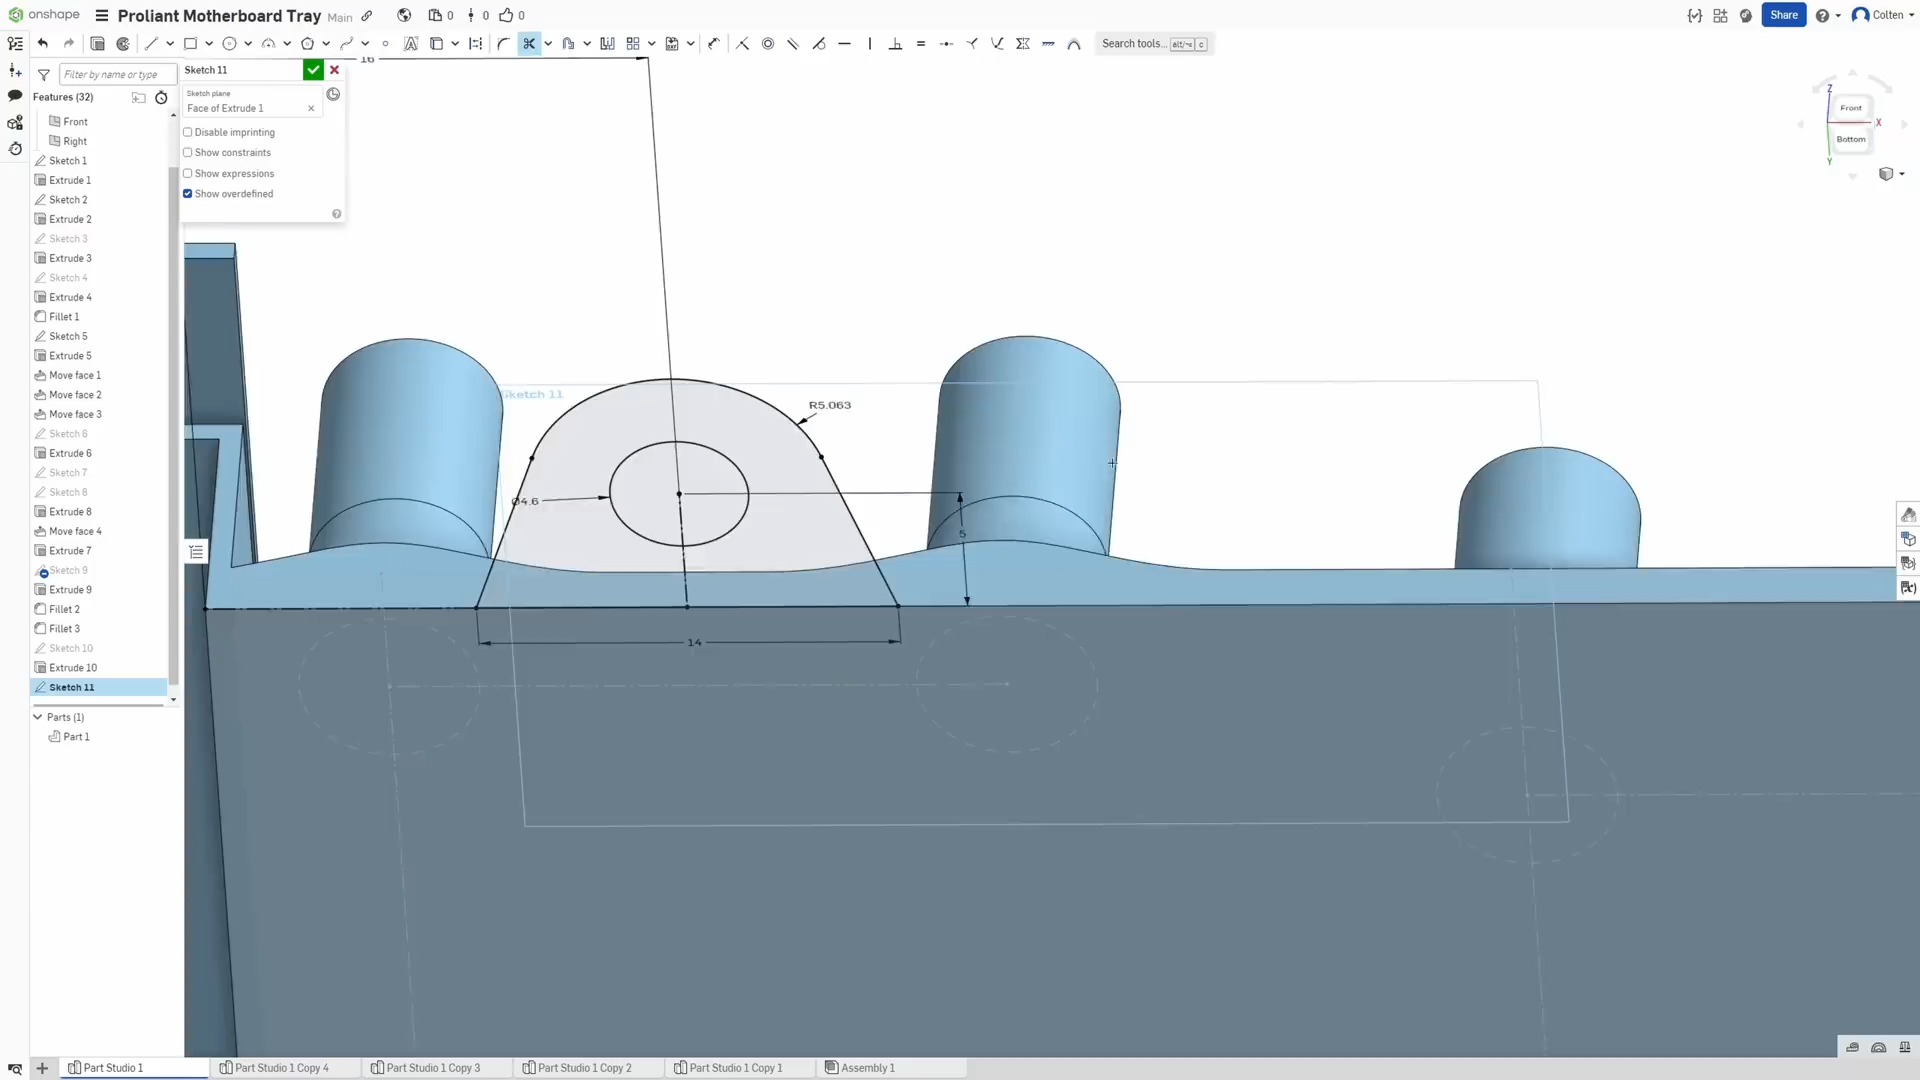 onshape
Proliant Motherboard Tray
Main
0
0
0
Share
Colten
Search tools...
alt/⌥
c
16
Sketch 11
Sketch plane
Face of Extrude 1
Disable imprinting
Show constraints
Show expressions
Show overdefined
Filter by name or type
Features (32)
Front
Right
Sketch 1
Extrude 1
Sketch 2
Extrude 2
Sketch 3
Extrude 3
Sketch 4
Extrude 4
Fillet 1
Sketch 5
Extrude 5
Move face 1
Move face 2
Move face 3
Sketch 6
Extrude 6
Sketch 7
Sketch 8
Extrude 8
Move face 4
Extrude 7
Sketch 9
Extrude 9
Fillet 2
Fillet 3
Sketch 10
Extrude 10
Sketch 11
Parts (1)
Part 1
Z
Front
X
Bottom
Y
Sketch 11
R5.063
Ø4.6
5
14
Part Studio 1
Part Studio 1 Copy 4
Part Studio 1 Copy 3
Part Studio 1 Copy 2
Part Studio 1 Copy 1
Assembly 1